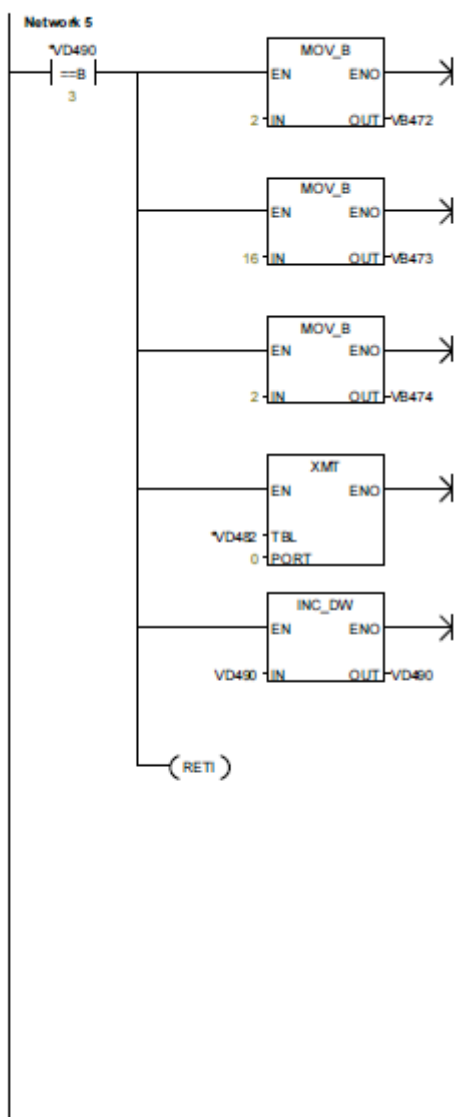 Network 5
*VD490
==B
3
MOV_B
EN ENO
2 IN OUT VB472
MOV_B
EN ENO
16 IN OUT VB473
MOV_B
EN ENO
2 IN OUT VB474
XMT
EN ENO
*VD482 TBL
0 PORT
INC_DW
EN ENO
VD490 IN OUT VD490
RETI